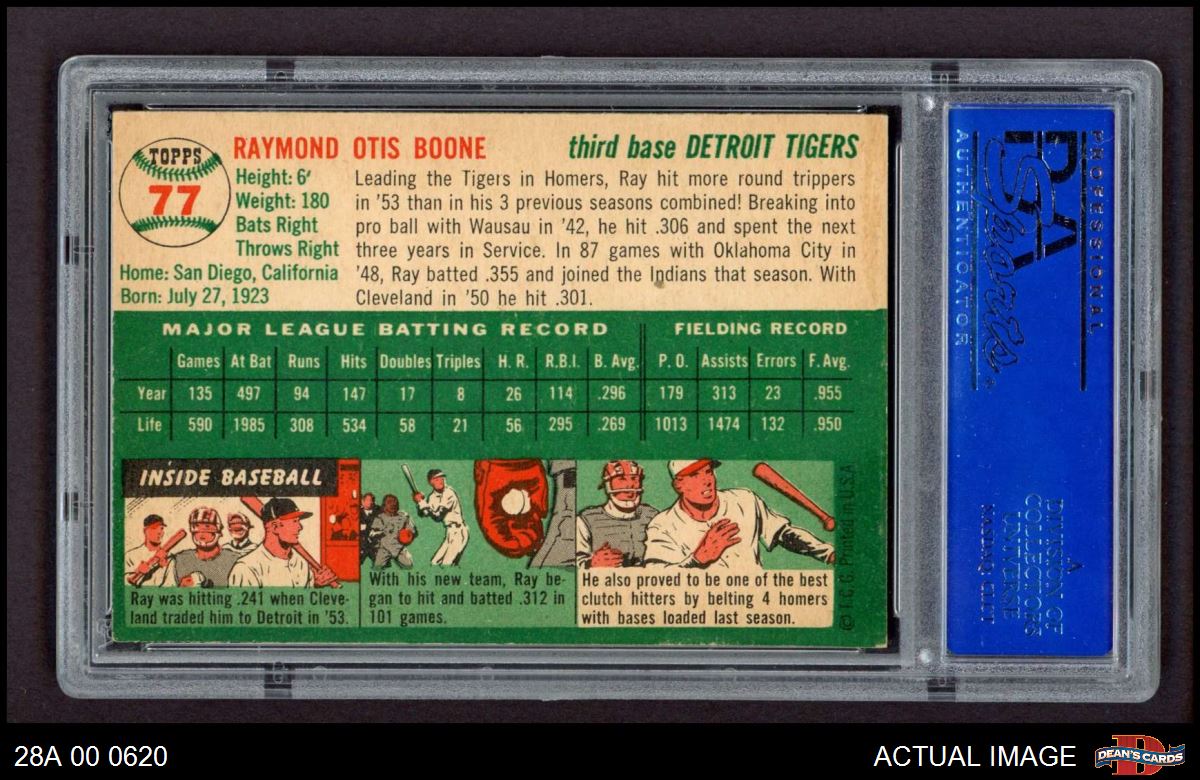 TOPPS
77
RAYMOND OTIS BOONE
third base DETROIT TIGERS
Height: 6'
Weight: 180
Bats Right
Throws Right
Home: San Diego, California
Born: July 27, 1923
Leading the Tigers in Homers, Ray hit more round trippers
in '53 than in his 3 previous seasons combined! Breaking into
pro ball with Wausau in '42, he hit .306 and spent the next
three years in Service. In 87 games with Oklahoma City in
'48, Ray batted .355 and joined the Indians that season. With
Cleveland in '50 he hit .301.
MAJOR LEAGUE BATTING RECORD FIELDING RECORD
Games At Bat Runs Hits Doubles Triples H. R. R.B.I. B. Avg. P. O. Assists Errors F. Avg.
Year 135 497 94 147 17 8 26 114 .296 179 313 23 .955
Life 590 1985 308 534 58 21 56 295 .269 1013 1474 132 .950
INSIDE BASEBALL
Ray was hitting .241 when Cleve-
land traded him to Detroit in '53.
With his new team, Ray be-
gan to hit and batted .312 in
101 games.
He also proved to be one of the best
clutch hitters by belting 4 homers
with bases loaded last season.
© T.C.G. Printed in U.S.A.
PROFESSIONAL
PSA
Sports
AUTHENTICATOR
®
A
DIVISION OF
COLLECTORS
UNIVERSE
NASDAQ: CLCT
28A 00 0620
ACTUAL IMAGE
D
DEAN'S CARDS